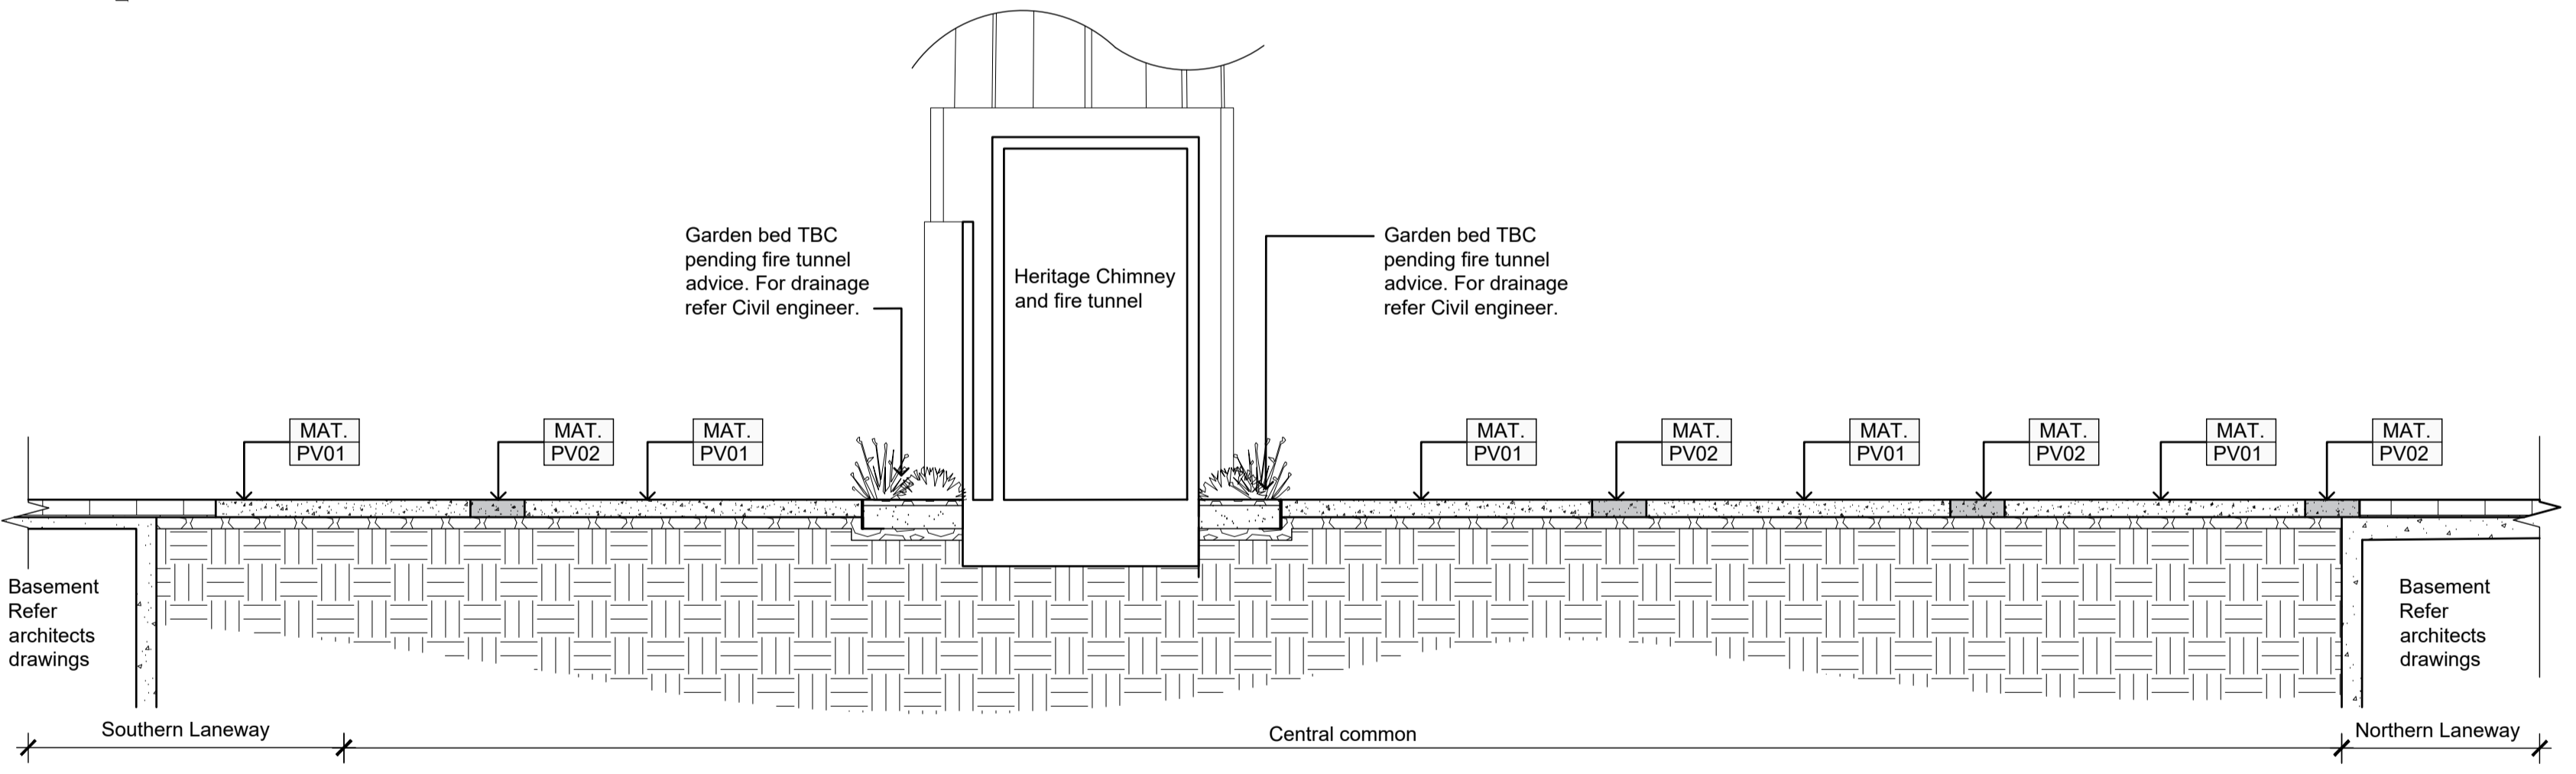 Garden bed TBC
pending fire tunnel
advice. For drainage
refer Civil engineer.
Heritage Chimney
and fire tunnel
Garden bed TBC
pending fire tunnel
advice. For drainage
refer Civil engineer.
MAT.
PV01
MAT.
PV02
MAT.
PV01
MAT.
PV01
MAT.
PV02
MAT.
PV01
MAT.
PV02
MAT.
PV01
MAT.
PV02
Basement
Refer
architects
drawings
Basement
Refer
architects
drawings
Southern Laneway
Central common
Northern Laneway